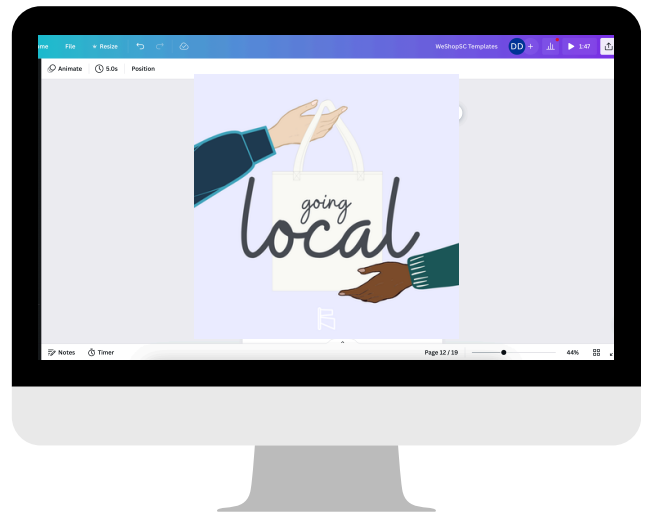 File Resize WeShopSC Templates DD + 1:47
Animate 5.0s Position
going
local
Notes Timer Page 12 / 19 44%